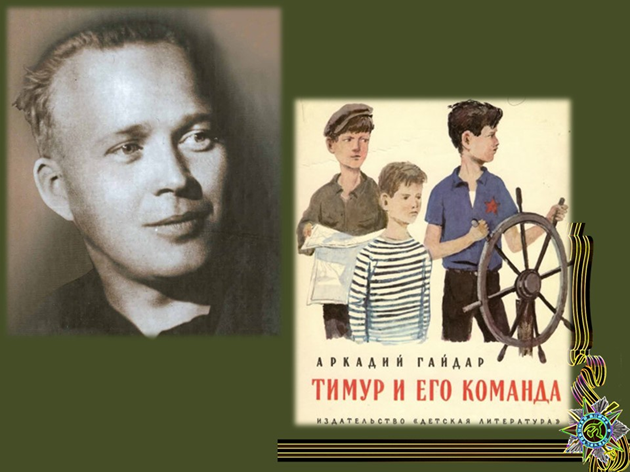 АРКАДИЙ ГАЙДАР
ТИМУР И ЕГО КОМАНДА
ИЗДАТЕЛЬСТВО «ДЕТСКАЯ ЛИТЕРАТУРА»